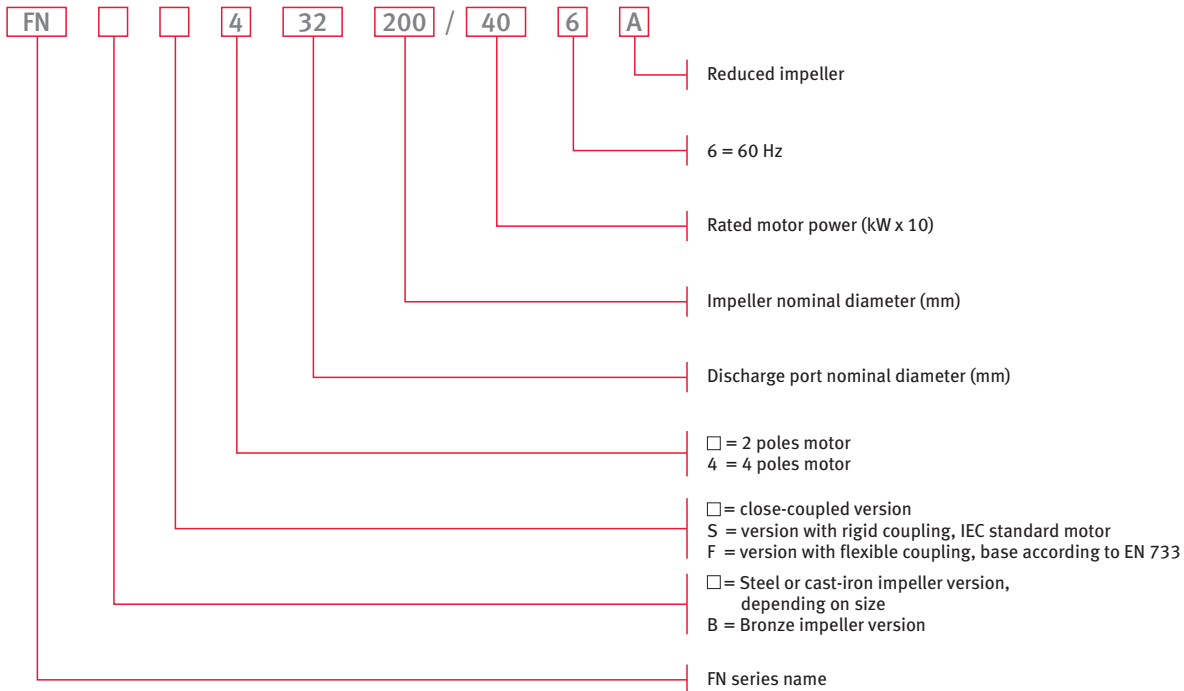 FN □ □ 4 32 200 / 40 6 A
Reduced impeller
6 = 60 Hz
Rated motor power (kW x 10)
Impeller nominal diameter (mm)
Discharge port nominal diameter (mm)
□ = 2 poles motor
4 = 4 poles motor
□ = close-coupled version
S = version with rigid coupling, IEC standard motor
F = version with flexible coupling, base according to EN 733
□ = Steel or cast-iron impeller version,
depending on size
B = Bronze impeller version
FN series name